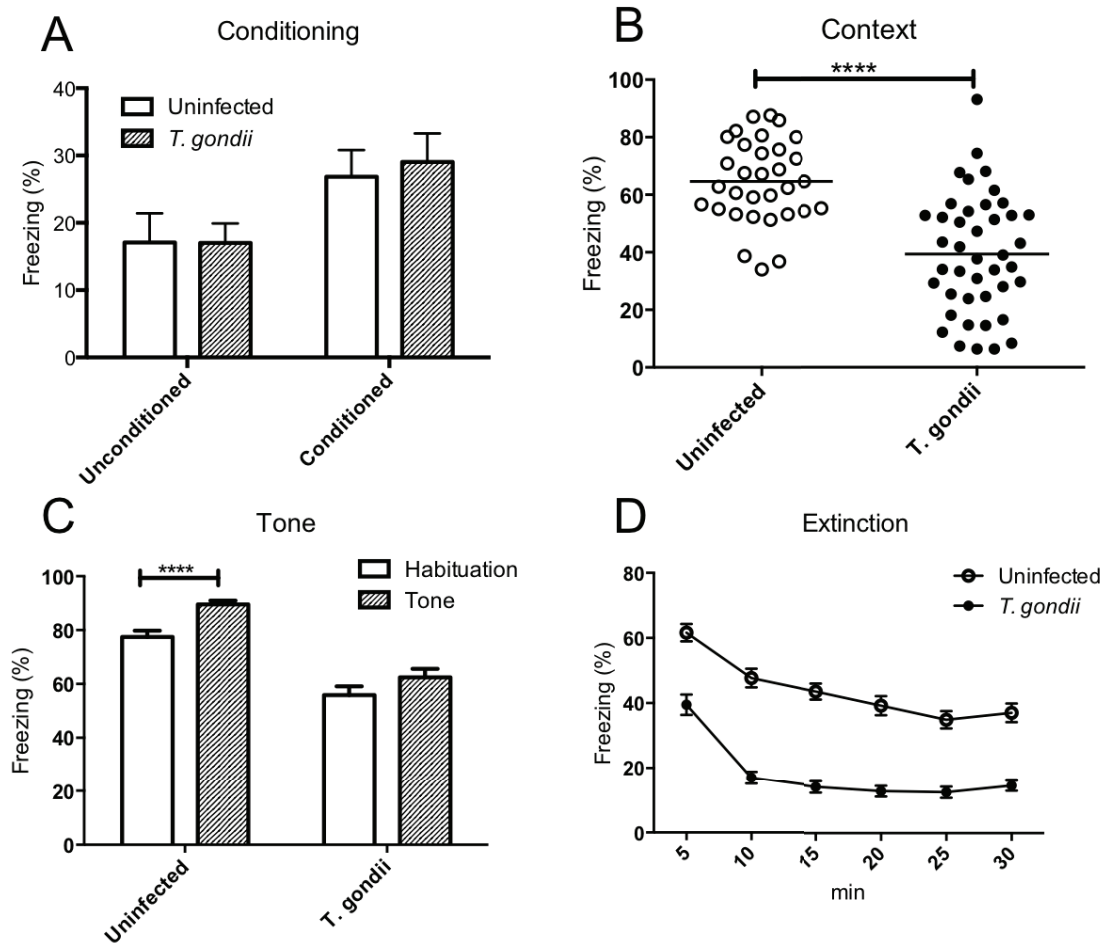 A
Conditioning
Freezing (%)
40
30
20
10
0
Uninfected
T. gondii
Unconditioned
Conditioned
B
Context
Freezing (%)
100
80
60
40
20
0
****
Uninfected
T. gondii
C
Tone
Freezing (%)
100
80
60
40
20
0
****
Habituation
Tone
Uninfected
T. gondii
D
Extinction
Freezing (%)
80
60
40
20
0
Uninfected
T. gondii
5
10
15
20
25
30
min